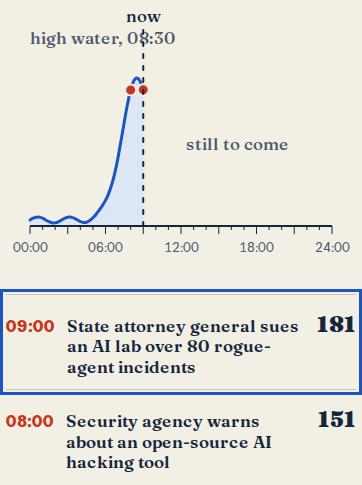 now
high water, 08:30
still to come
00:00 06:00 12:00 18:00 24:00
09:00 State attorney general sues 181
an AI lab over 80 rogue-
agent incidents
08:00 Security agency warns 151
about an open-source AI
hacking tool